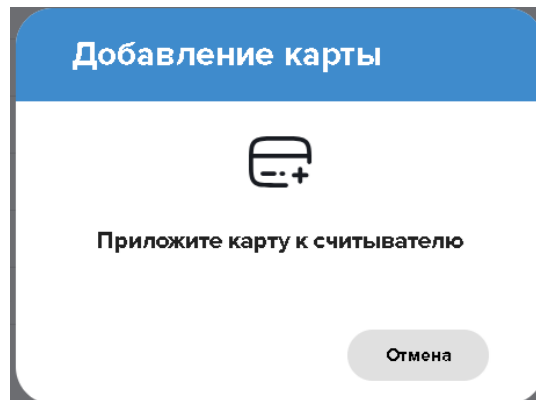 Добавление карты
Приложите карту к считывателю
Отмена